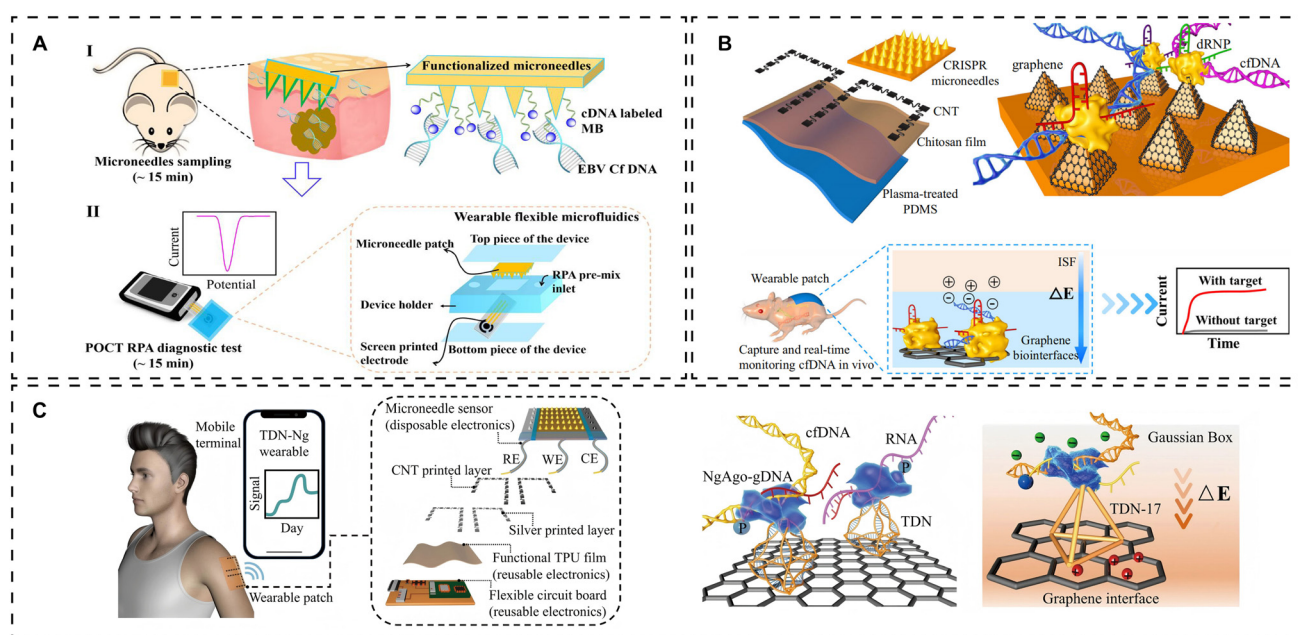 A
I
Functionalized microneedles
cDNA labeled
MB
EBV Cf DNA
Microneedles sampling
(~ 15 min)
II
Current
Potential
POCT RPA diagnostic test
(~ 15 min)
Wearable flexible microfluidics
Microneedle patch
Top piece of the device
RPA pre-mix
inlet
Device holder
Screen printed
electrode
Bottom piece of the device
B
CRISPR
microneedles
CNT
Chitosan film
Plasma-treated
PDMS
graphene
dRNP
cfDNA
Wearable patch
Capture and real-time
monitoring cfDNA in vivo
ISF
ΔE
Graphene
biointerfaces
Current
With target
Without target
Time
C
Mobile
terminal
TDN-Ng
wearable
Signal
Day
Wearable patch
Microneedle sensor
(disposable electronics)
RE
WE
CE
CNT printed layer
Silver printed layer
Functional TPU film
(reusable electronics)
Flexible circuit board
(reusable electronics)
cfDNA
RNA
NgAgo-gDNA
P
P
TDN
Gaussian Box
ΔE
TDN-17
Graphene interface